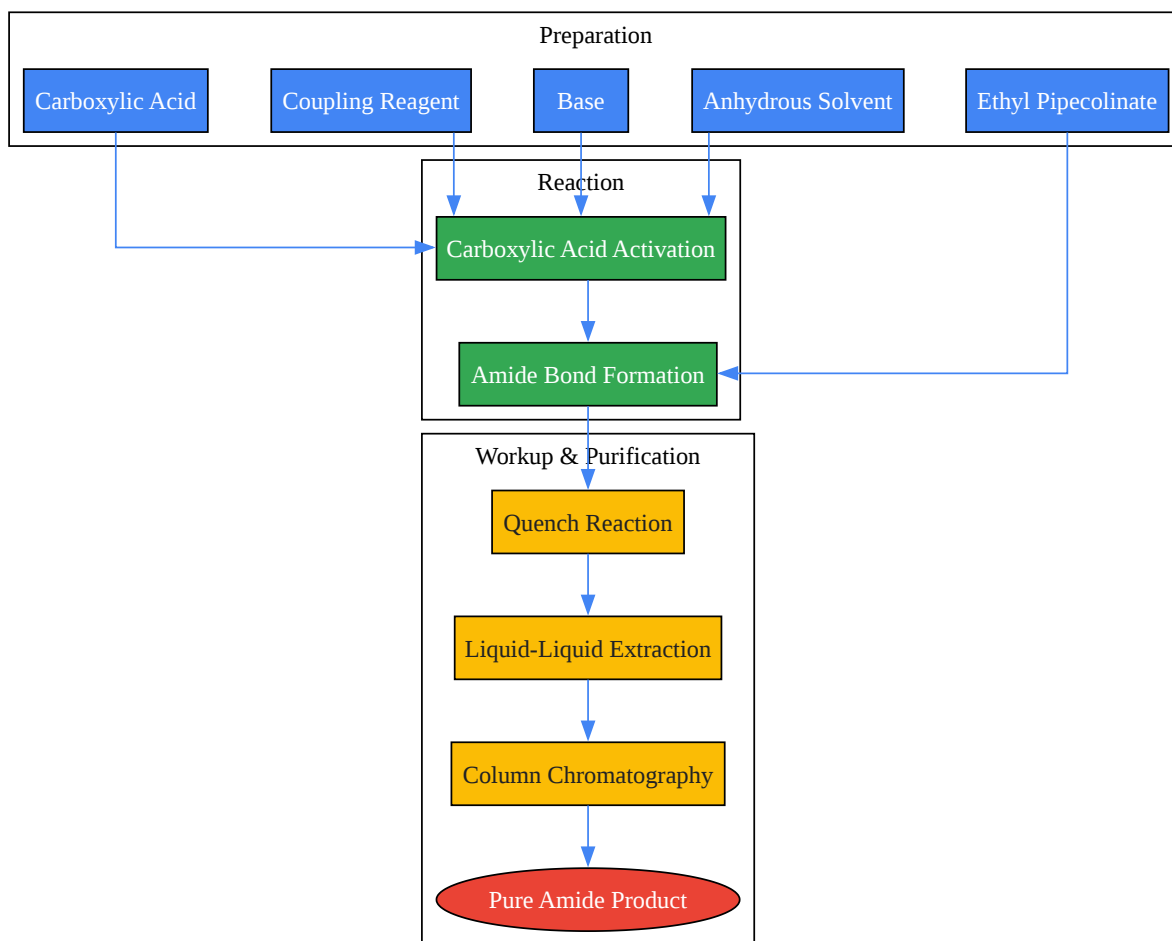 Preparation
Carboxylic Acid
Coupling Reagent
Base
Anhydrous Solvent
Ethyl Pipecolinate
Reaction
Carboxylic Acid Activation
Amide Bond Formation
Workup & Purification
Quench Reaction
Liquid-Liquid Extraction
Column Chromatography
Pure Amide Product